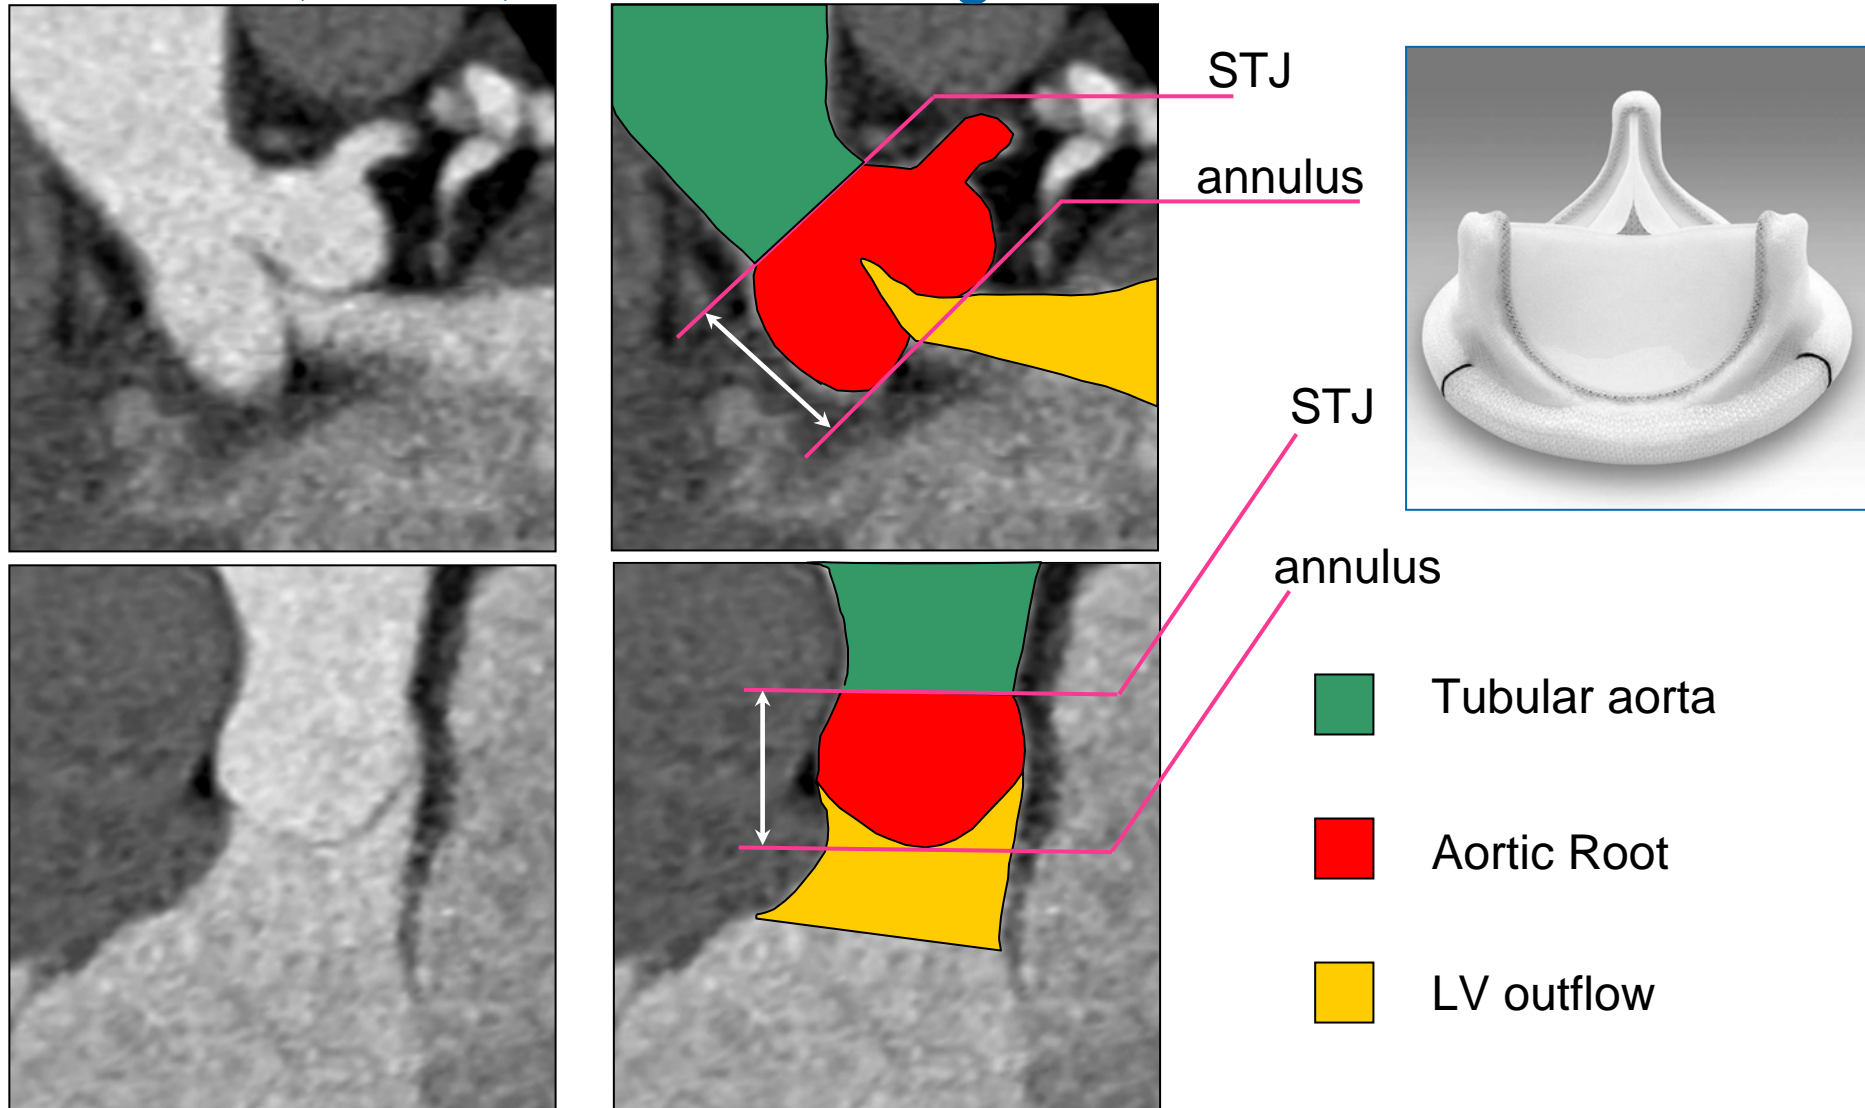 STJ
annulus
STJ
annulus
Tubular aorta
Aortic Root
LV outflow